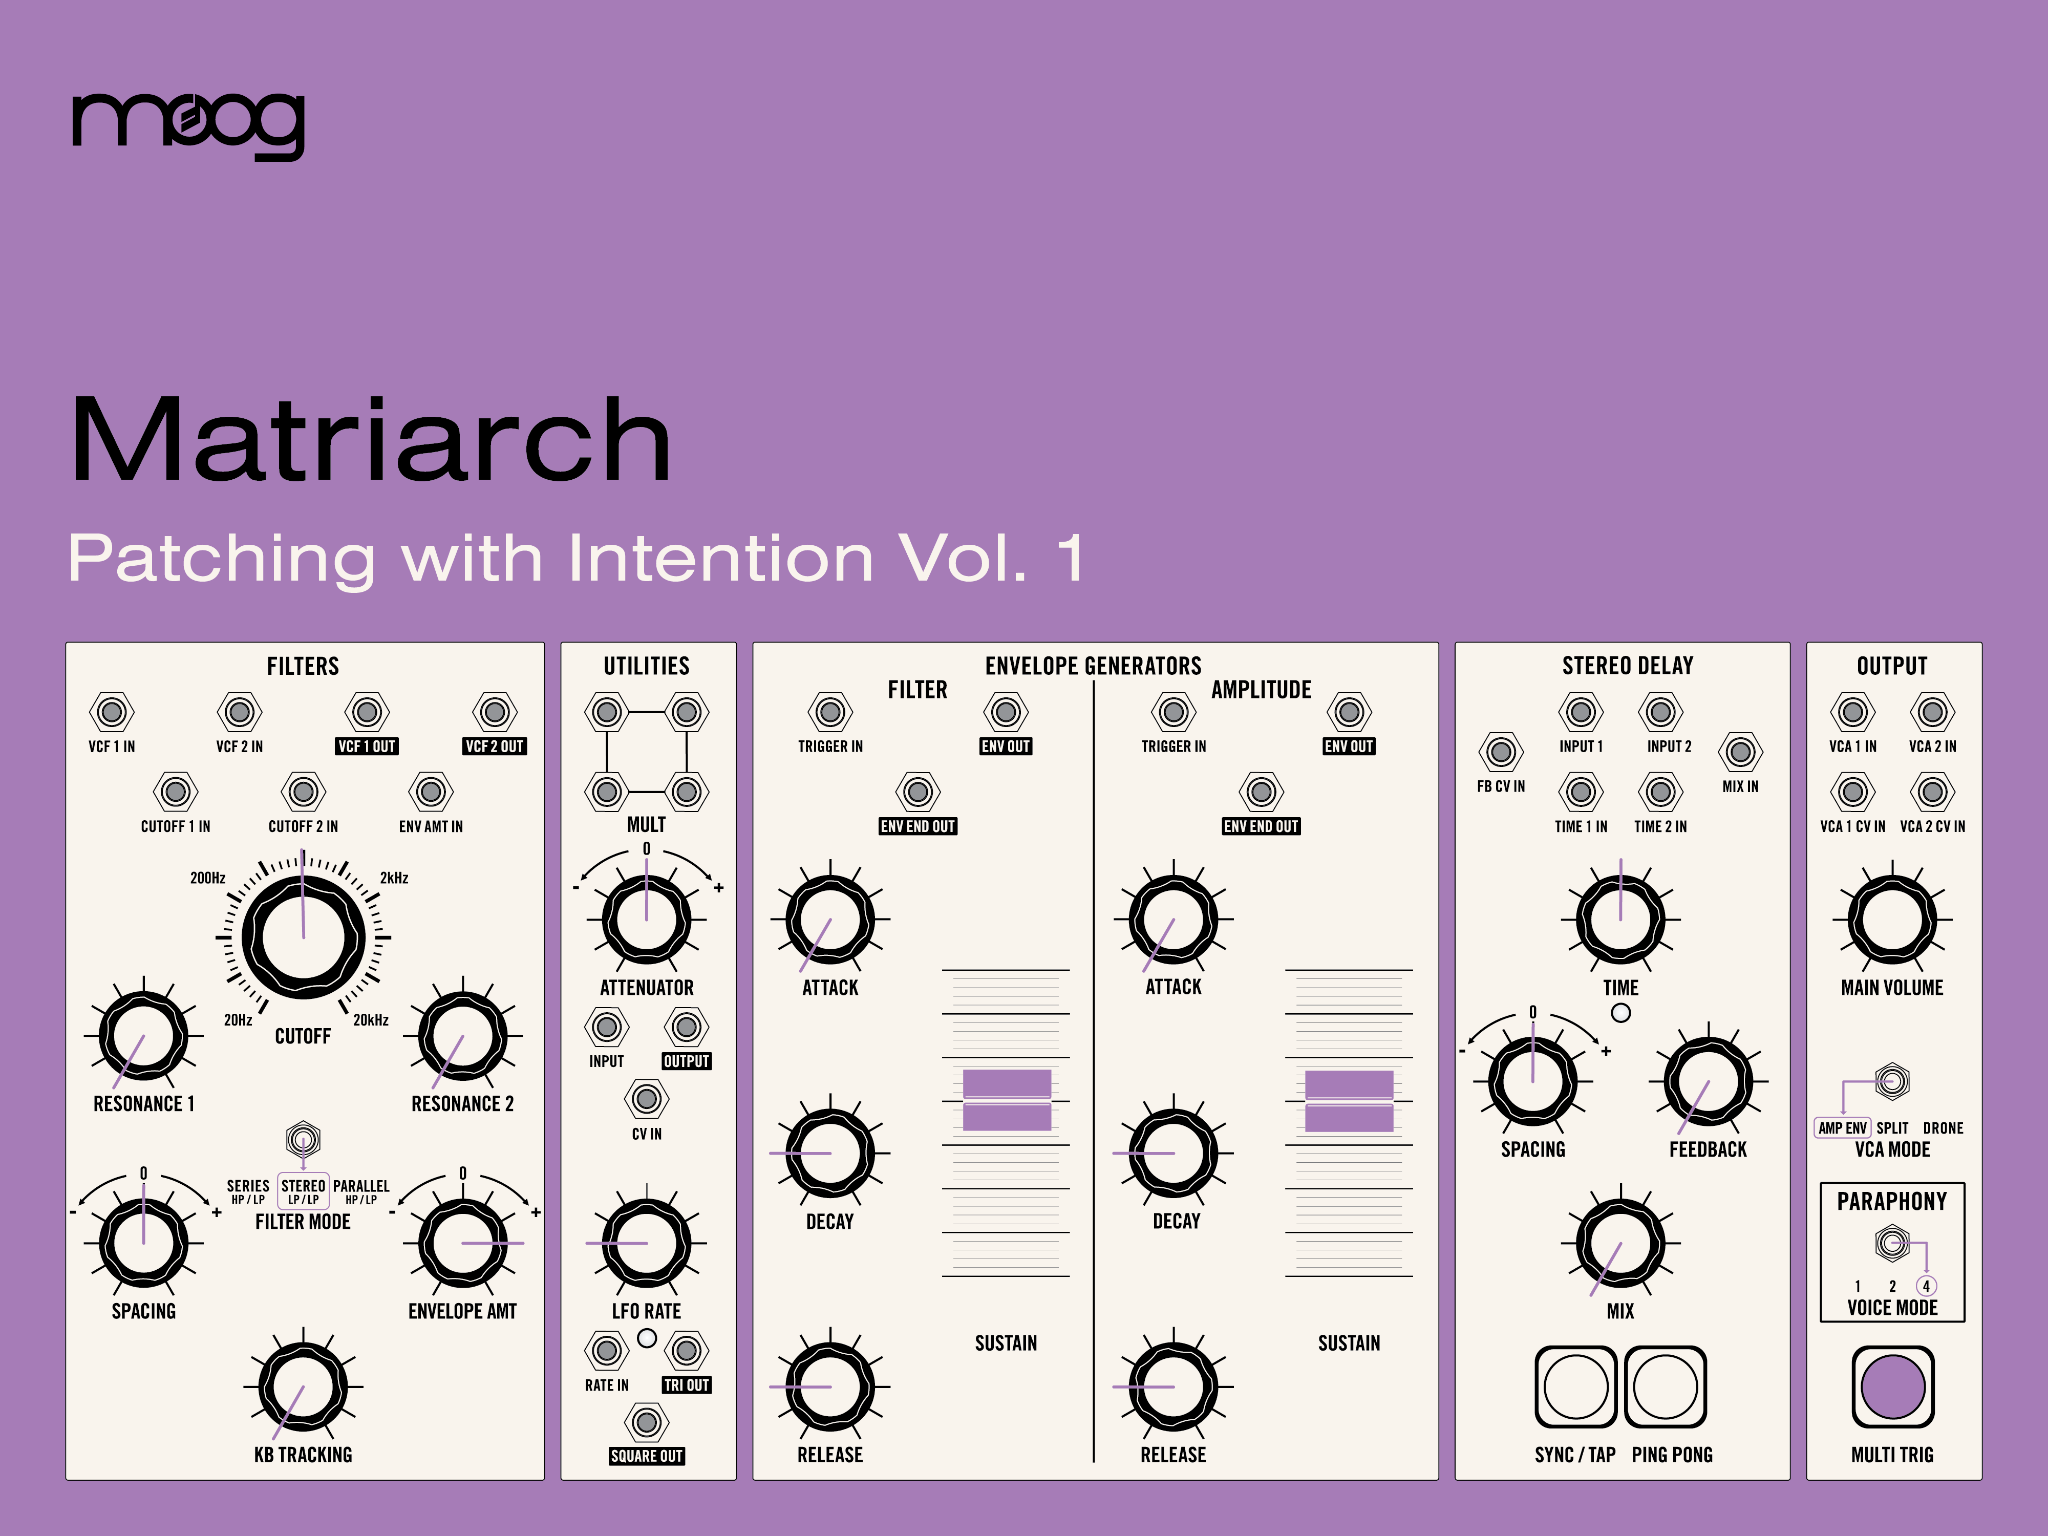 moog
Matriarch
Patching with Intention Vol. 1
FILTERS
VCF 1 IN
VCF 2 IN
VCF 1 OUT
VCF 2 OUT
CUTOFF 1 IN
CUTOFF 2 IN
ENV AMT IN
200Hz
2kHz
20Hz
20kHz
CUTOFF
RESONANCE 1
RESONANCE 2
0
SERIES
HP / LP
STEREO
LP / LP
PARALLEL
HP / LP
FILTER MODE
0
- +
- +
SPACING
ENVELOPE AMT
KB TRACKING
UTILITIES
MULT
0
- +
ATTENUATOR
INPUT
OUTPUT
CV IN
LFO RATE
RATE IN
TRI OUT
SQUARE OUT
ENVELOPE GENERATORS
FILTER
TRIGGER IN
ENV OUT
ENV END OUT
ATTACK
DECAY
SUSTAIN
RELEASE
AMPLITUDE
TRIGGER IN
ENV OUT
ENV END OUT
ATTACK
DECAY
SUSTAIN
RELEASE
STEREO DELAY
INPUT 1
INPUT 2
FB CV IN
MIX IN
TIME 1 IN
TIME 2 IN
TIME
0
- +
SPACING
FEEDBACK
MIX
SYNC / TAP
PING PONG
OUTPUT
VCA 1 IN
VCA 2 IN
VCA 1 CV IN
VCA 2 CV IN
MAIN VOLUME
AMP ENV SPLIT DRONE
VCA MODE
PARAPHONY
1 2 4
VOICE MODE
MULTI TRIG